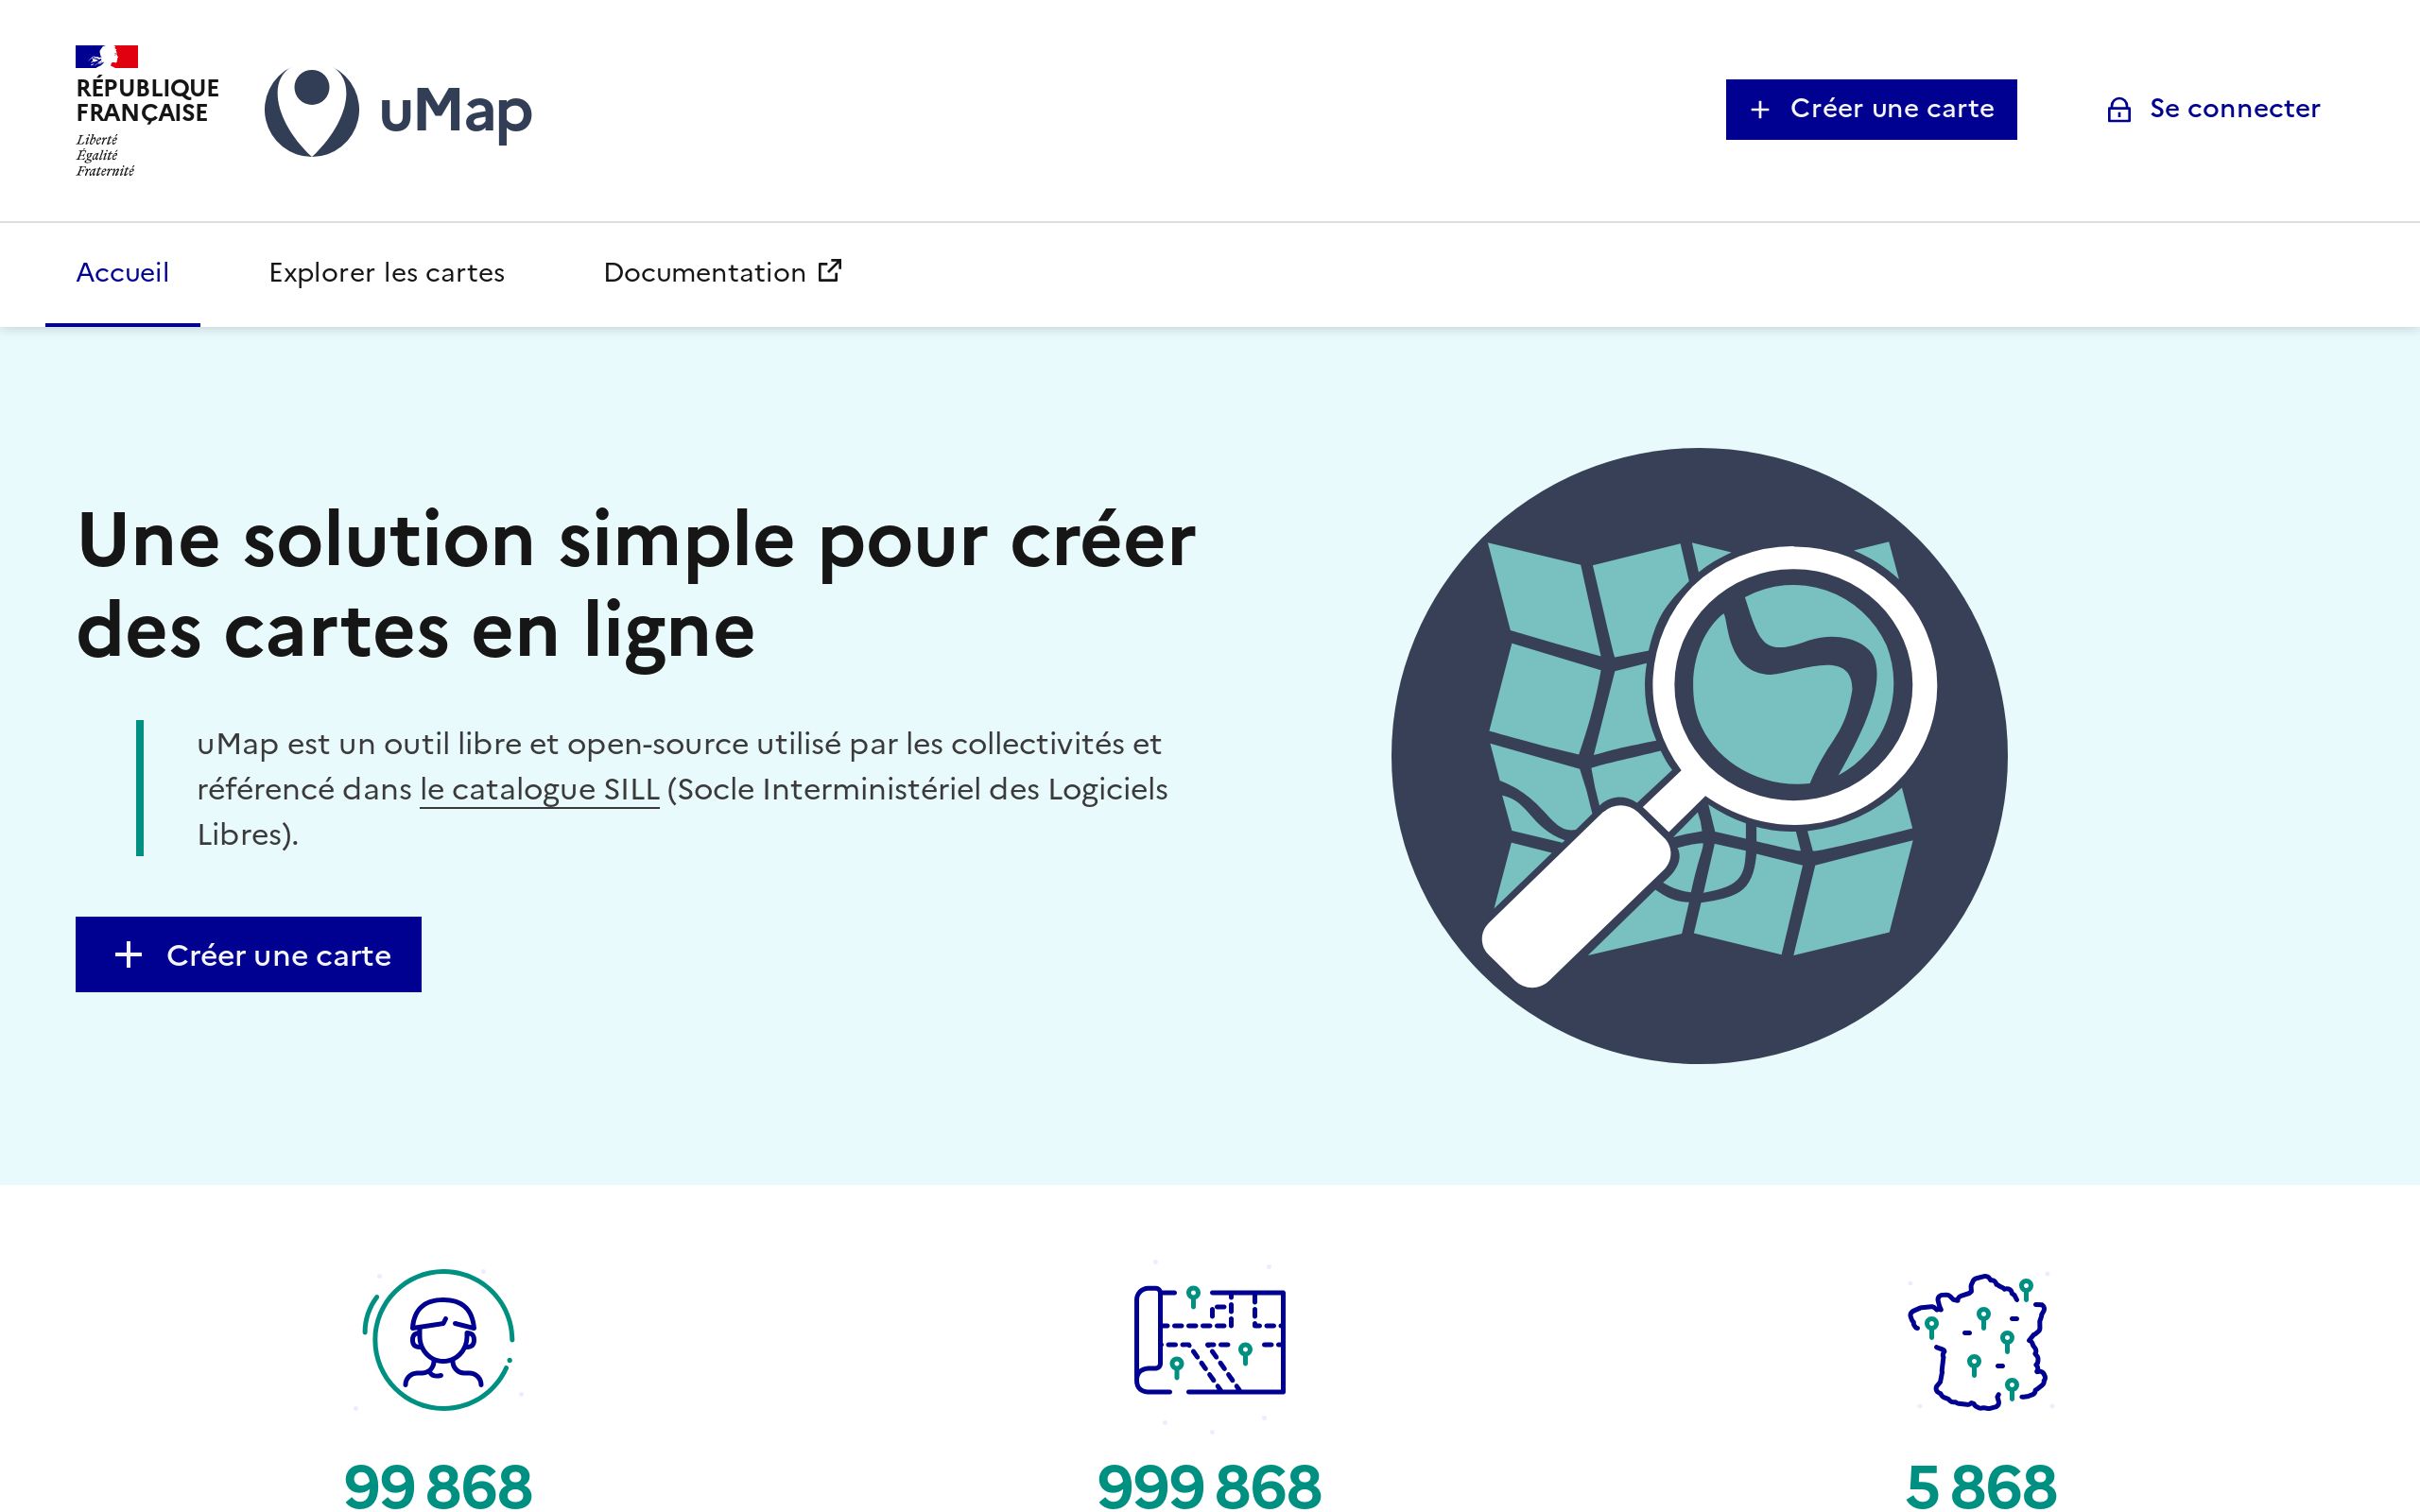 RÉPUBLIQUE
FRANÇAISE
Liberté
Égalité
Fraternité
uMap
Créer une carte
Se connecter
Accueil
Explorer les cartes
Documentation
Une solution simple pour créer
des cartes en ligne
uMap est un outil libre et open-source utilisé par les collectivités et
référencé dans le catalogue SILL (Socle Interministériel des Logiciels
Libres).
Créer une carte
99 868
999 868
5 868